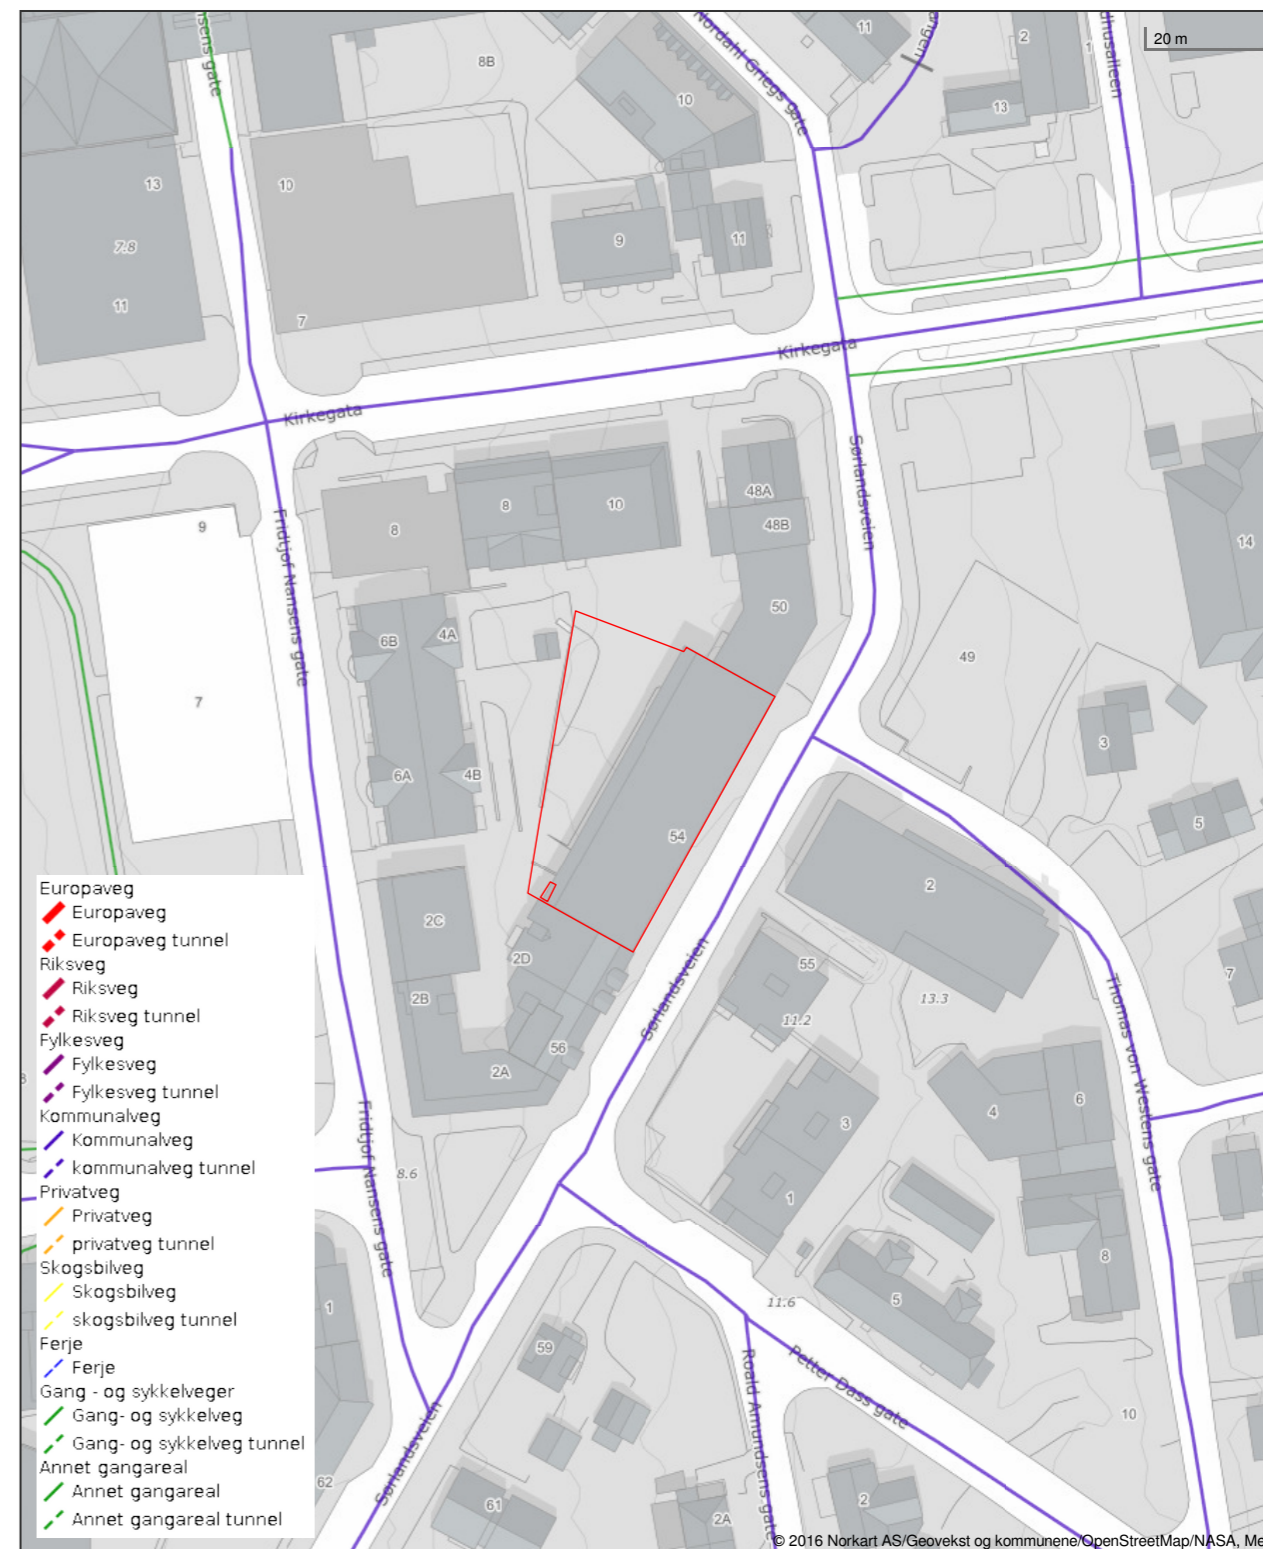 sens gate
8B
Nordahl Griegs gate
11
ngen
2
1
dhusalleen
20 m
10
13
13
10
7.8
9
11
11
7
Kirkegata
Kirkegata
Sørlandsveien
9
8
8
10
48A
48B
14
Fridtjof Nansens gate
50
6B
4A
49
7
3
6A
4B
54
5
2
2C
2D
55
7
2B
13.3
Sørlandsveien
11.2
Thomas von Westens gate
56
2A
3
4
6
Fridtjof Nansens gate
8.6
1
8
5
11.6
1
59
Roald Amundsens gate
Petter Dass gate
10
Sørlandsveien
62
61
2A
2
Europaveg
Europaveg
Europaveg tunnel
Riksveg
Riksveg
Riksveg tunnel
Fylkesveg
Fylkesveg
Fylkesveg tunnel
Kommunalveg
Kommunalveg
kommunalveg tunnel
Privatveg
Privatveg
privatveg tunnel
Skogsbilveg
Skogsbilveg
skogsbilveg tunnel
Ferje
Ferje
Gang - og sykkelveger
Gang- og sykkelveg
Gang- og sykkelveg tunnel
Annet gangareal
Annet gangareal
Annet gangareal tunnel
© 2016 Norkart AS/Geovekst og kommunene/OpenStreetMap/NASA, Me